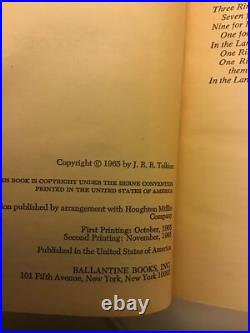 Three Rin
Seven
Nine for
One fo
In the Lan
One Ri
One Ri
them
In the Lan
Copyright © 1965 by J. R. R. Tolkien
HIS BOOK IS COPYRIGHT UNDER THE BERNE CONVENTION
PRINTED IN THE UNITED STATES OF AMERICA
ion published by arrangement with Houghton Mifflin
Company
First Printing: October, 1965
Second Printing: November, 1965
Published in the United States of America
BALLANTINE BOOKS, INC.
101 Fifth Avenue, New York, New York 10003